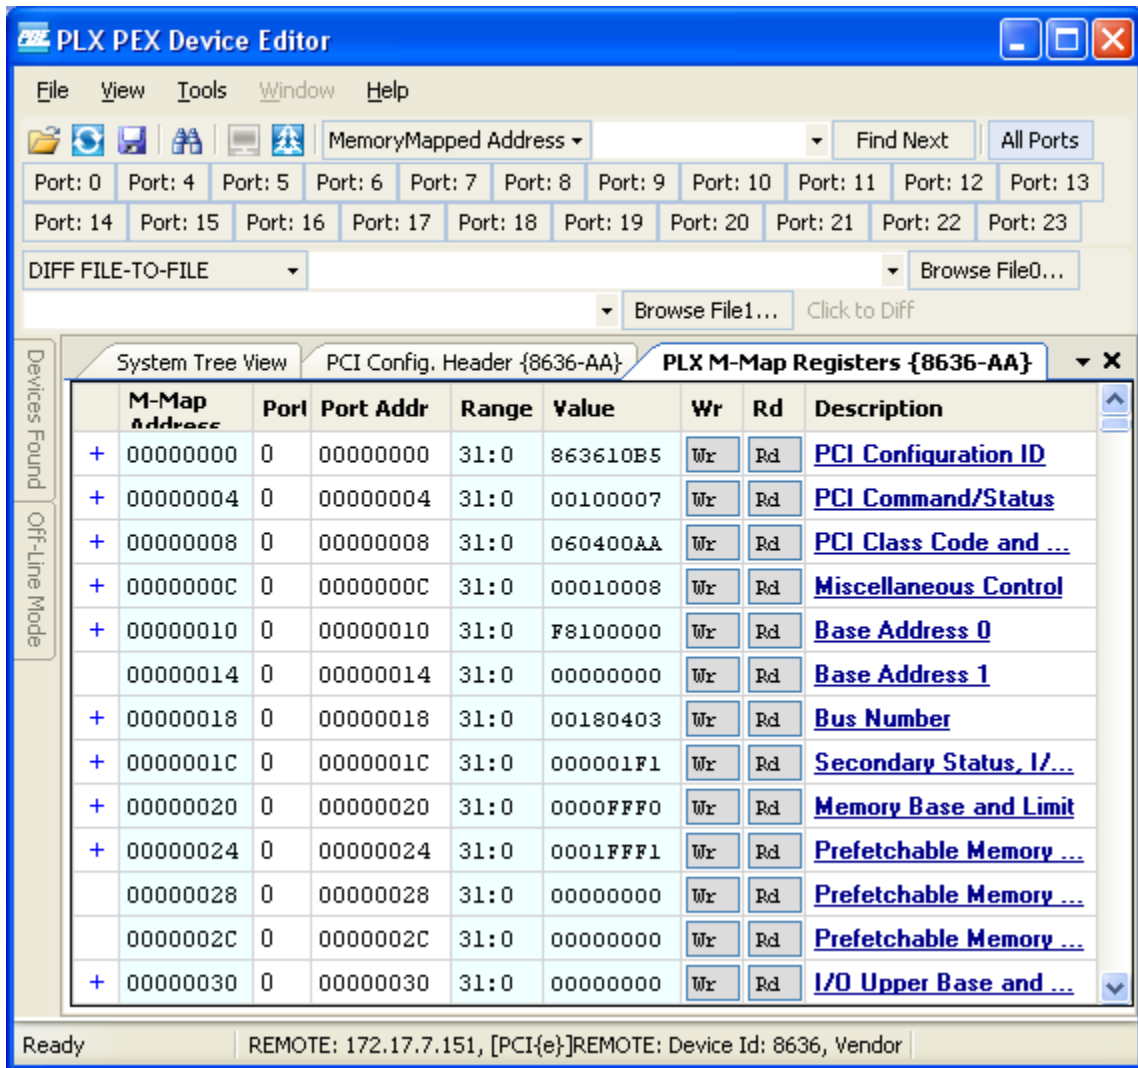 PLX PEX Device Editor
File View Tools Window Help
MemoryMapped Address Find Next All Ports
Port: 0 Port: 4 Port: 5 Port: 6 Port: 7 Port: 8 Port: 9 Port: 10 Port: 11 Port: 12 Port: 13
Port: 14 Port: 15 Port: 16 Port: 17 Port: 18 Port: 19 Port: 20 Port: 21 Port: 22 Port: 23
DIFF FILE-TO-FILE Browse File0...
Browse File1... Click to Diff
Devices Found
Off-Line Mode
System Tree View PCI Config. Header {8636-AA} PLX M-Map Registers {8636-AA}
M-Map Address Port Port Addr Range Value Wr Rd Description
+ 00000000 0 00000000 31:0 863610B5 Wr Rd PCI Configuration ID
+ 00000004 0 00000004 31:0 00100007 Wr Rd PCI Command/Status
+ 00000008 0 00000008 31:0 060400AA Wr Rd PCI Class Code and ...
+ 0000000C 0 0000000C 31:0 00010008 Wr Rd Miscellaneous Control
+ 00000010 0 00000010 31:0 F8100000 Wr Rd Base Address 0
00000014 0 00000014 31:0 00000000 Wr Rd Base Address 1
+ 00000018 0 00000018 31:0 00180403 Wr Rd Bus Number
+ 0000001C 0 0000001C 31:0 000001F1 Wr Rd Secondary Status, I/...
+ 00000020 0 00000020 31:0 0000FFF0 Wr Rd Memory Base and Limit
+ 00000024 0 00000024 31:0 0001FFF1 Wr Rd Prefetchable Memory ...
00000028 0 00000028 31:0 00000000 Wr Rd Prefetchable Memory ...
0000002C 0 0000002C 31:0 00000000 Wr Rd Prefetchable Memory ...
+ 00000030 0 00000030 31:0 00000000 Wr Rd I/O Upper Base and ...
Ready REMOTE: 172.17.7.151, [PCI{e}]REMOTE: Device Id: 8636, Vendor